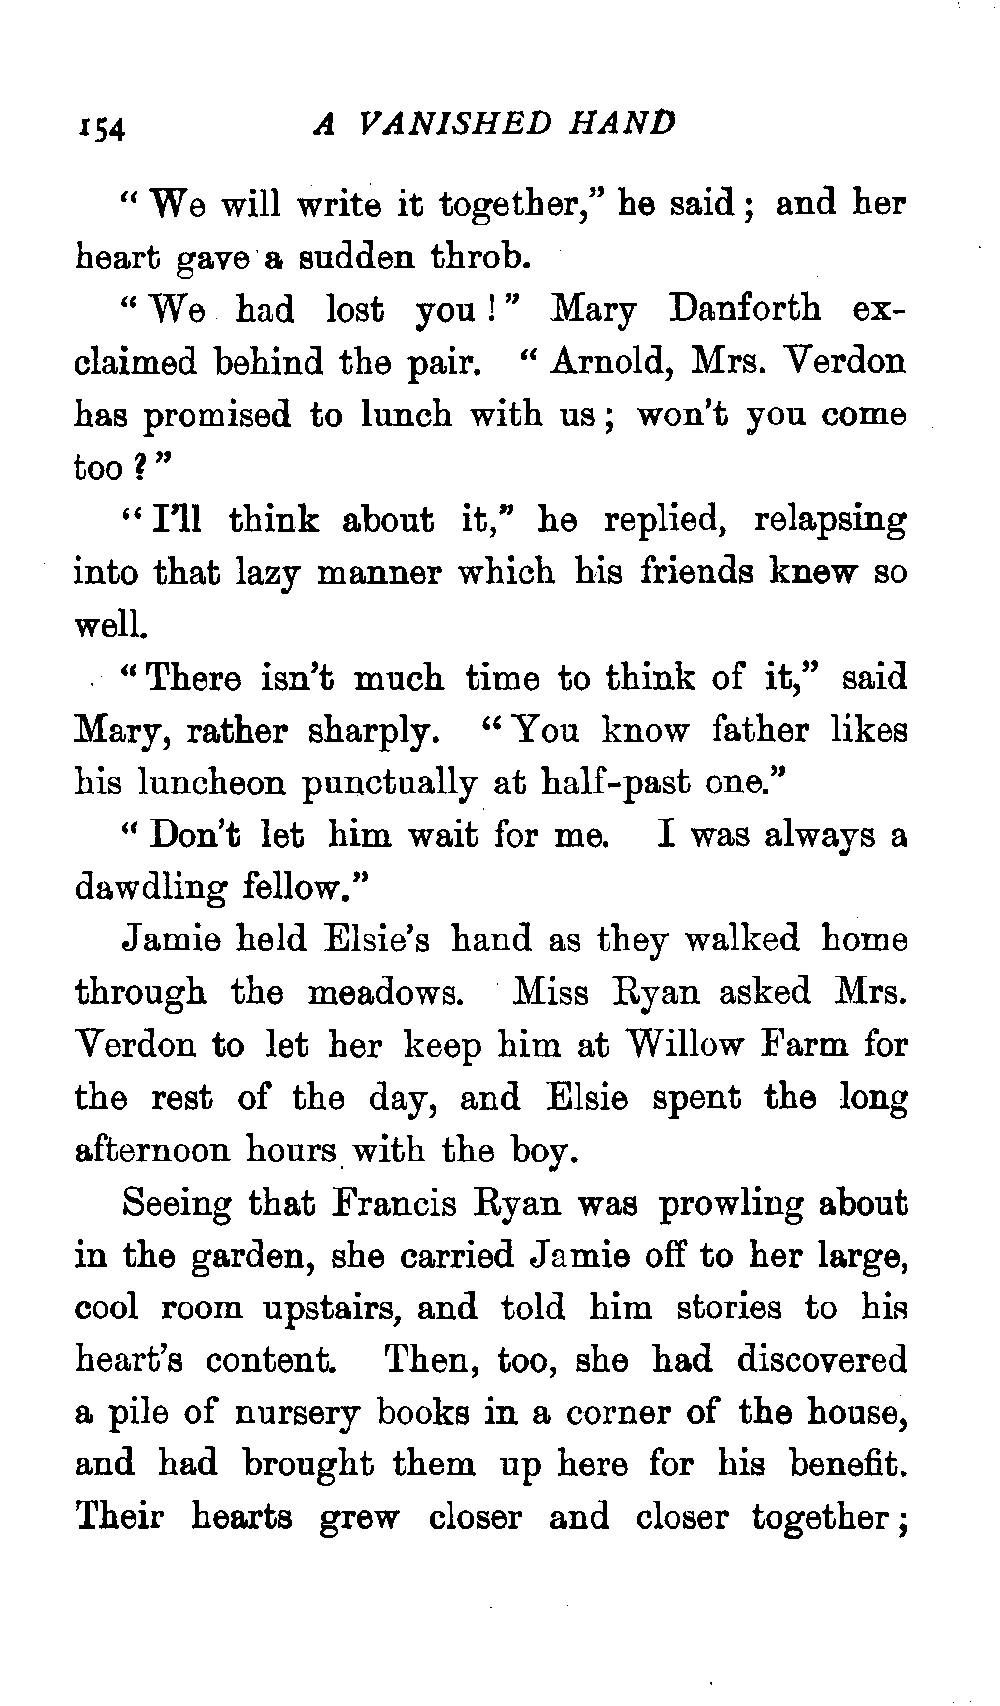 154 A VANISHED HAND
“ We will write it together,” he said ; and her
heart gave a sudden throb.
“ We had lost you ! ” Mary Danforth ex-
claimed behind the pair. “ Arnold, Mrs. Verdon
has promised to lunch with us ; won’t you come
too ? ”
“ I’ll think about it,” he replied, relapsing
into that lazy manner which his friends knew so
well.
“ There isn’t much time to think of it,” said
Mary, rather sharply. “ You know father likes
his luncheon punctually at half-past one.”
“ Don’t let him wait for me. I was always a
dawdling fellow.”
Jamie held Elsie’s hand as they walked home
through the meadows. Miss Ryan asked Mrs.
Verdon to let her keep him at Willow Farm for
the rest of the day, and Elsie spent the long
afternoon hours with the boy.
Seeing that Francis Ryan was prowling about
in the garden, she carried Jamie off to her large,
cool room upstairs, and told him stories to his
heart’s content. Then, too, she had discovered
a pile of nursery books in a corner of the house,
and had brought them up here for his benefit.
Their hearts grew closer and closer together ;